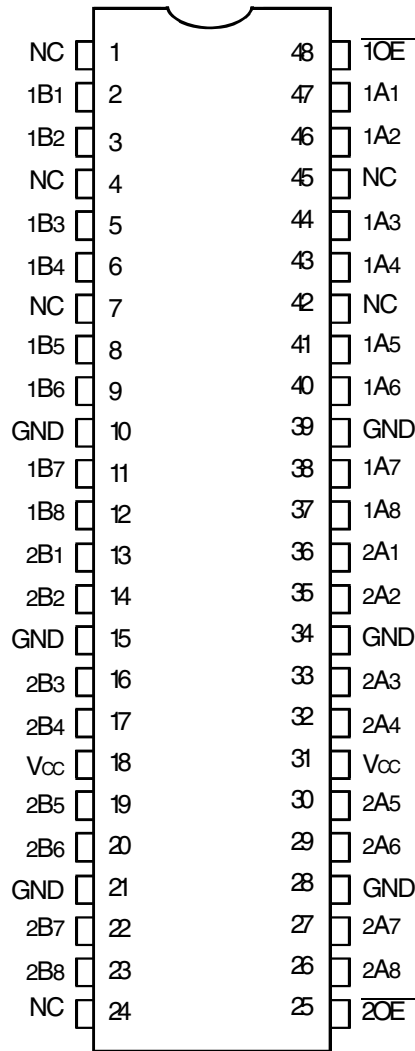 NC 1 48 1OE
1B1 2 47 1A1
1B2 3 46 1A2
NC 4 45 NC
1B3 5 44 1A3
1B4 6 43 1A4
NC 7 42 NC
1B5 8 41 1A5
1B6 9 40 1A6
GND 10 39 GND
1B7 11 38 1A7
1B8 12 37 1A8
2B1 13 36 2A1
2B2 14 35 2A2
GND 15 34 GND
2B3 16 33 2A3
2B4 17 32 2A4
VCC 18 31 VCC
2B5 19 30 2A5
2B6 20 29 2A6
GND 21 28 GND
2B7 22 27 2A7
2B8 23 26 2A8
NC 24 25 2OE